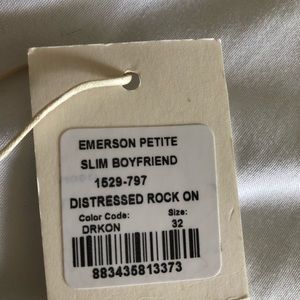 EMERSON PETITE
SLIM BOYFRIEND
1529-797
DISTRESSED ROCK ON
Color Code: Size:
DRKON 32
883435813373